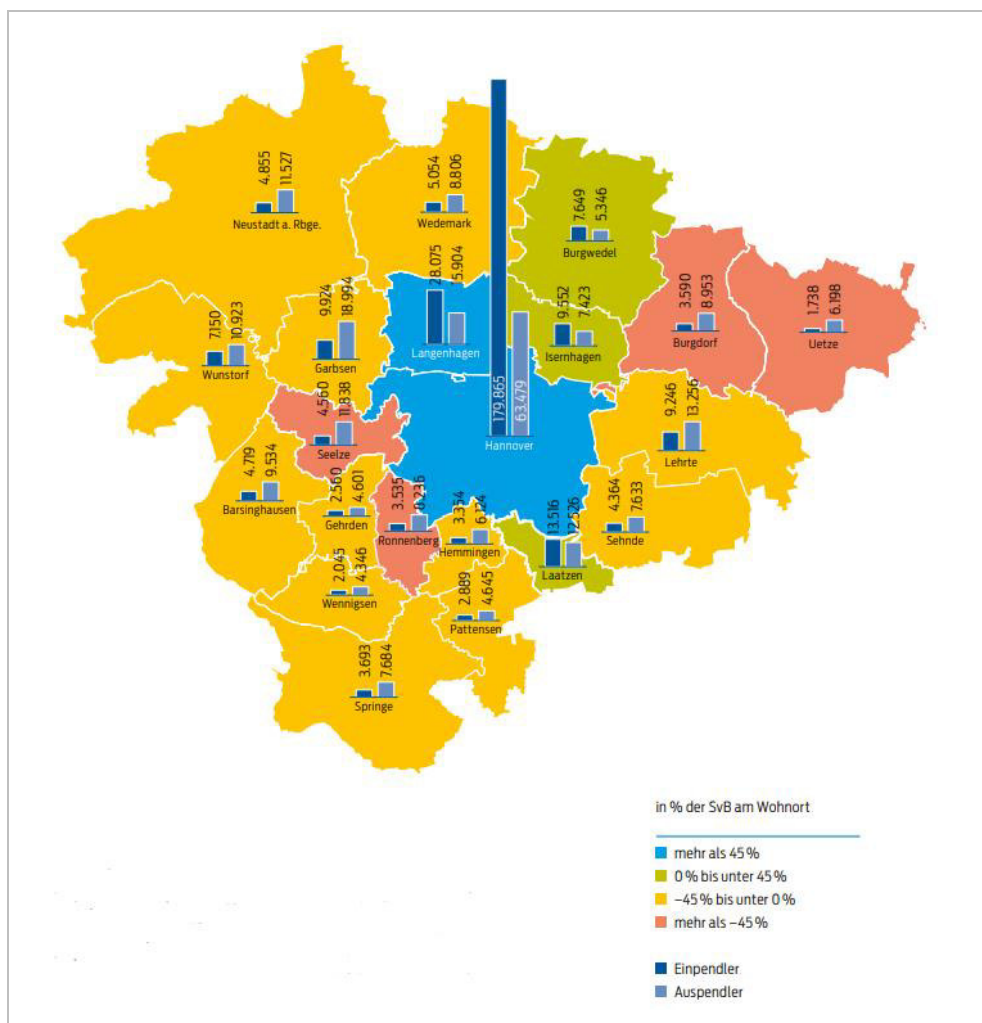 4.855
11.527
Neustadt a. Rbge.
5.054
8.806
Wedemark
7.649
5.346
Burgwedel
28.075
15.904
Langenhagen
9.552
7.423
Isernhagen
3.590
8.953
Burgdorf
1.738
6.198
Uetze
7.150
10.923
Wunstorf
9.924
18.994
Garbsen
179.865
63.479
Hannover
4.560
11.838
Seelze
9.246
13.256
Lehrte
4.719
9.534
Barsinghausen
2.560
4.601
Gehrden
3.535
8.236
Ronnenberg
3.354
6.124
Hemmingen
13.516
12.526
Laatzen
4.364
7.633
Sehnde
2.045
4.346
Wennigsen
2.889
4.645
Pattensen
3.693
7.684
Springe
in % der SvB am Wohnort
mehr als 45 %
0 % bis unter 45 %
–45 % bis unter 0 %
mehr als –45 %
Einpendler
Auspendler